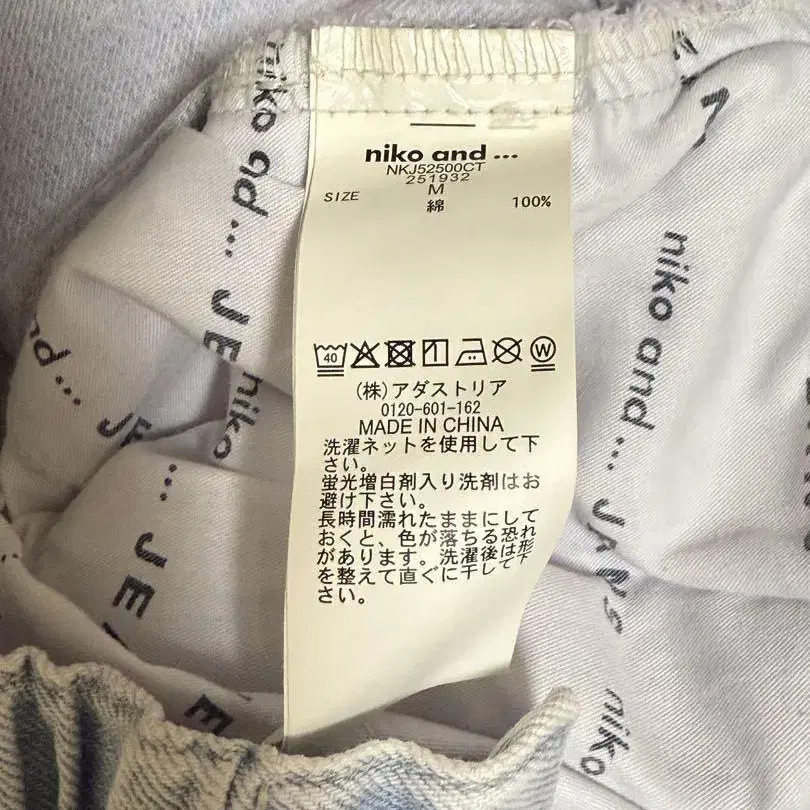 niko and ...
NKJ52500CT
251932
SIZE M
綿 100%
40
(株)アダストリア
0120-601-162
MADE IN CHINA
洗濯ネットを使用して下
さい。
蛍光増白剤入り洗剤はお
避け下さい。
長時間濡れたままにして
おくと、色が落ちる恐れ
があります。洗濯後は形
を整えて直ぐに干して下
さい。
niko and ... JE
niko
nd ... JE
... JEA
niko and ... JANS
niko